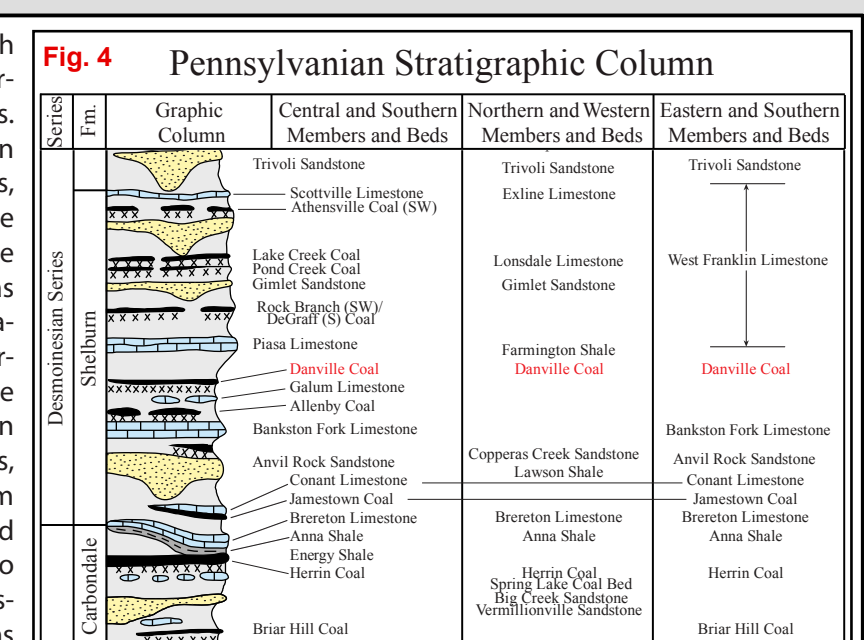 h
r-
s.
n
s,
e
e
s
a-
r-
e
n
s,
m
d
o
s-
Fig. 4
Pennsylvanian Stratigraphic Column
Series
Fm.
Graphic
Column
Central and Southern
Members and Beds
Northern and Western
Members and Beds
Eastern and Southern
Members and Beds
Desmoinesian Series
Shelburn
Carbondale
Trivoli Sandstone
Scottville Limestone
Athensville Coal (SW)
Lake Creek Coal
Pond Creek Coal
Gimlet Sandstone
Rock Branch (SW)/
DeGraff (S) Coal
Piasa Limestone
Danville Coal
Galum Limestone
Allenby Coal
Bankston Fork Limestone
Anvil Rock Sandstone
Conant Limestone
Jamestown Coal
Brereton Limestone
Anna Shale
Energy Shale
Herrin Coal
Briar Hill Coal
Trivoli Sandstone
Exline Limestone
Lonsdale Limestone
Gimlet Sandstone
Farmington Shale
Danville Coal
Copperas Creek Sandstone
Lawson Shale
Brereton Limestone
Anna Shale
Herrin Coal
Spring Lake Coal Bed
Big Creek Sandstone
Vermillionville Sandstone
Trivoli Sandstone
West Franklin Limestone
Danville Coal
Bankston Fork Limestone
Anvil Rock Sandstone
Conant Limestone
Jamestown Coal
Brereton Limestone
Anna Shale
Herrin Coal
Briar Hill Coal